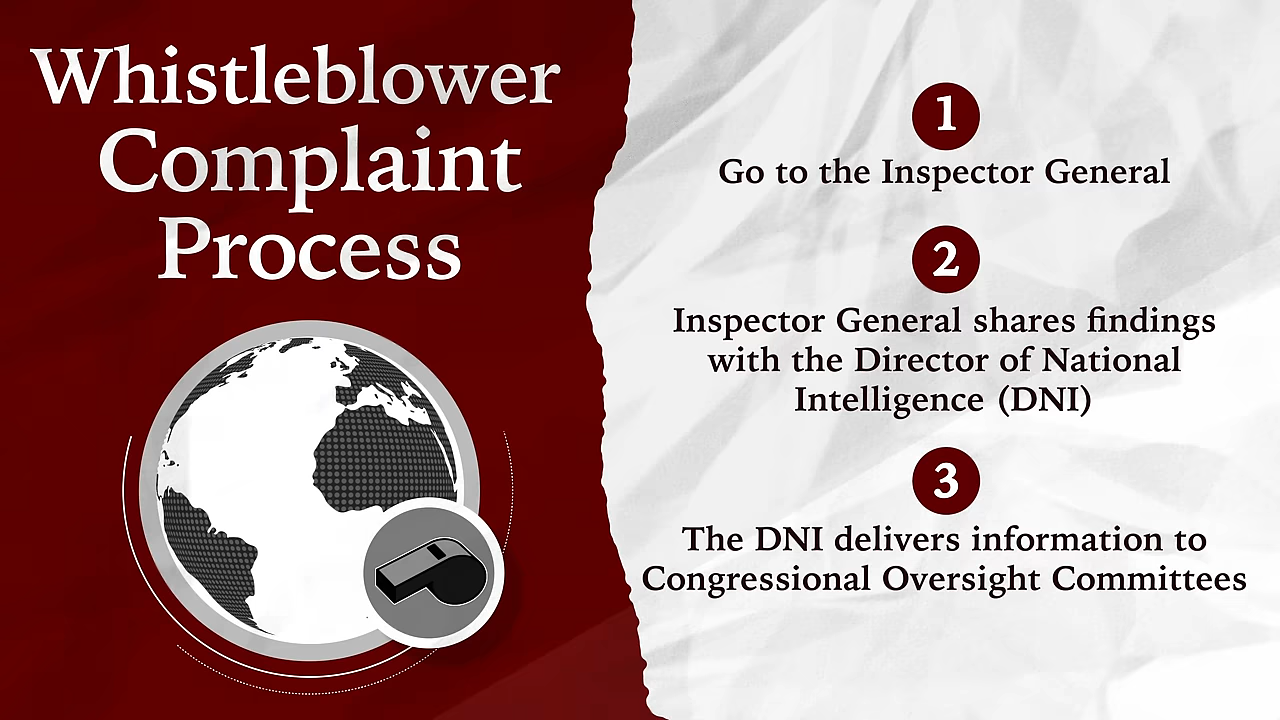 Whistleblower
Complaint
Process
1
Go to the Inspector General
2
Inspector General shares findings
with the Director of National
Intelligence (DNI)
3
The DNI delivers information to
Congressional Oversight Committees